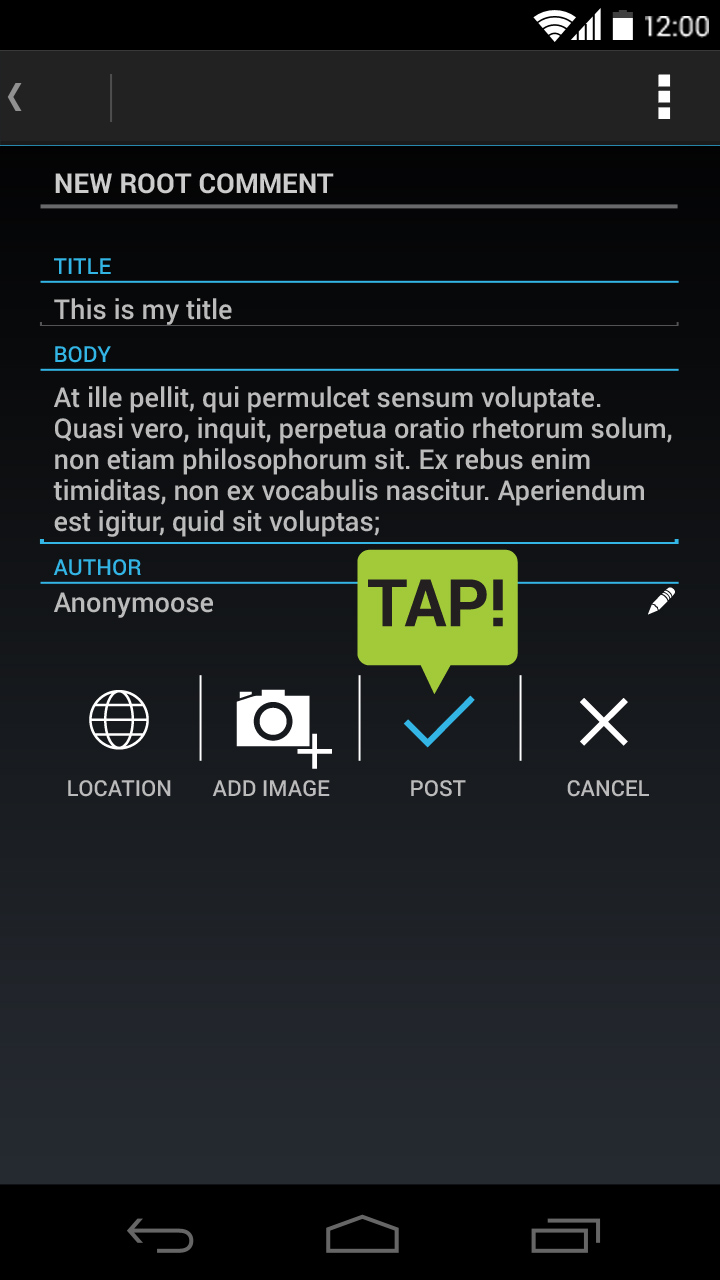 12:00
NEW ROOT COMMENT
TITLE
This is my title
BODY
At ille pellit, qui permulcet sensum voluptate.
Quasi vero, inquit, perpetua oratio rhetorum solum,
non etiam philosophorum sit. Ex rebus enim
timiditas, non ex vocabulis nascitur. Aperiendum
est igitur, quid sit voluptas;
AUTHOR
Anonymoose
TAP!
LOCATION
ADD IMAGE
POST
CANCEL